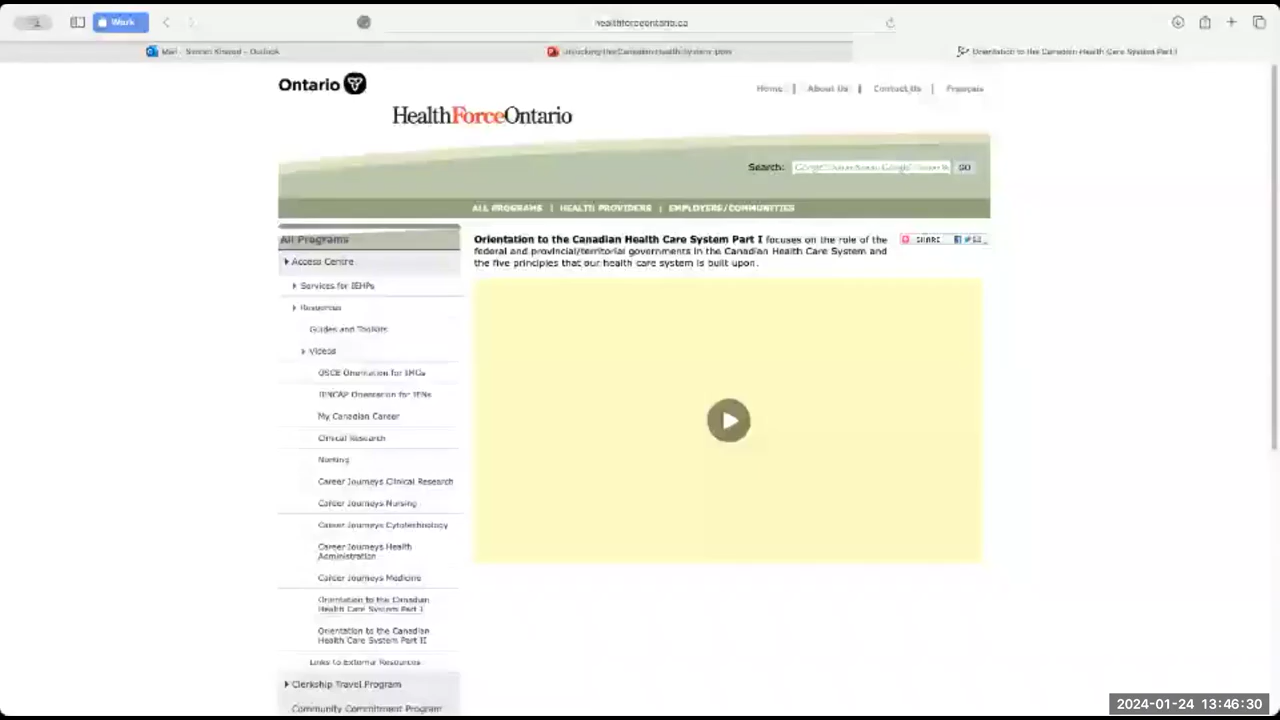 Work
healthforceontario.ca
Mail - Simran Outlook
UnlockingtheCanadianHealthSystem
Orientation to the Canadian Health Care System Part I
Ontario
Home | About Us | Contact Us | Français
HealthForceOntario
Search:
GO
ALL PROGRAMS | HEALTH PROVIDERS | EMPLOYERS/COMMUNITIES
All Programs
Orientation to the Canadian Health Care System Part I focuses on the role of the
federal and provincial/territorial governments in the Canadian Health Care System and
the five principles that our health care system is built upon.
SHARE
Access Centre
Services for IEHPs
Resources
Guides and Toolkits
Videos
OSCE Orientation for IMGs
Orientation for IENs
My Canadian Career
Clinical Research
Nursing
Career Journeys Clinical Research
Career Journeys Nursing
Career Journeys Cytotechnology
Career Journeys Health
Administration
Career Journeys Medicine
Orientation to the Canadian
Health Care System Part I
Orientation to the Canadian
Health Care System Part II
Links to External Resources
Clerkship Travel Program
Community Commitment Program
2024-01-24 13:46:30